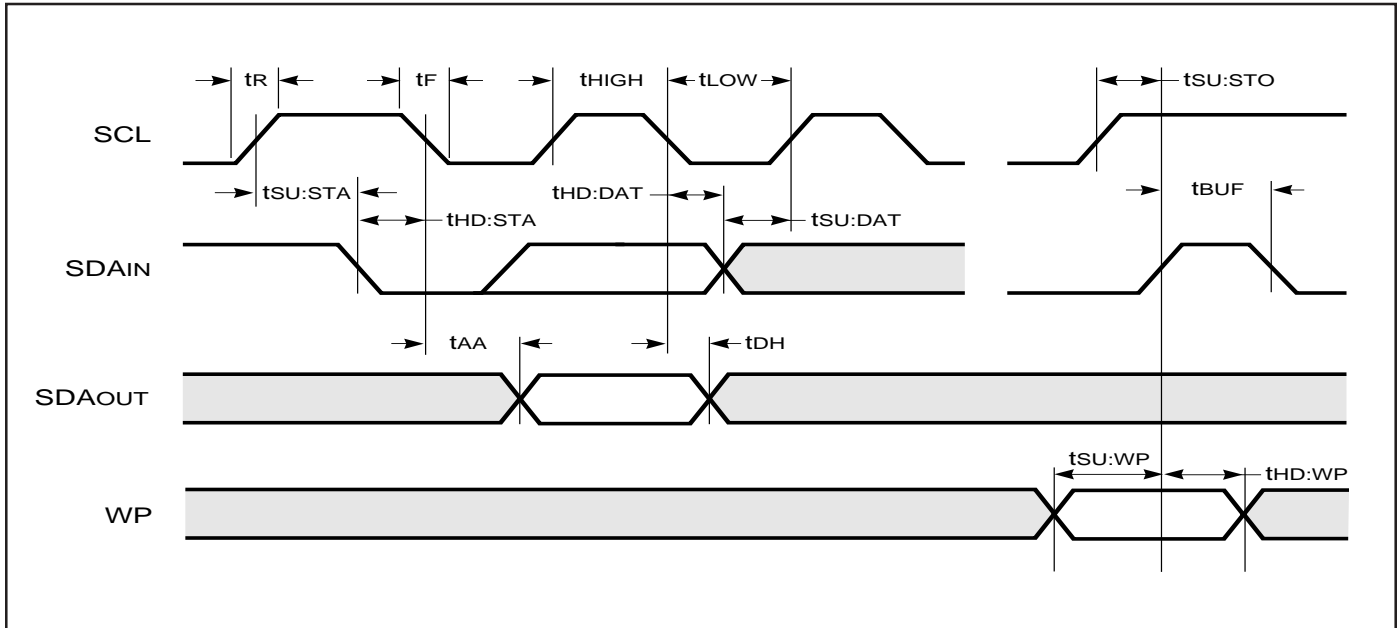 tR tF tHIGH tLOW tSU:STO
SCL
tSU:STA tHD:DAT tBUF
tHD:STA tSU:DAT
SDAIN
tAA tDH
SDAOUT
tSU:WP
tHD:WP
WP